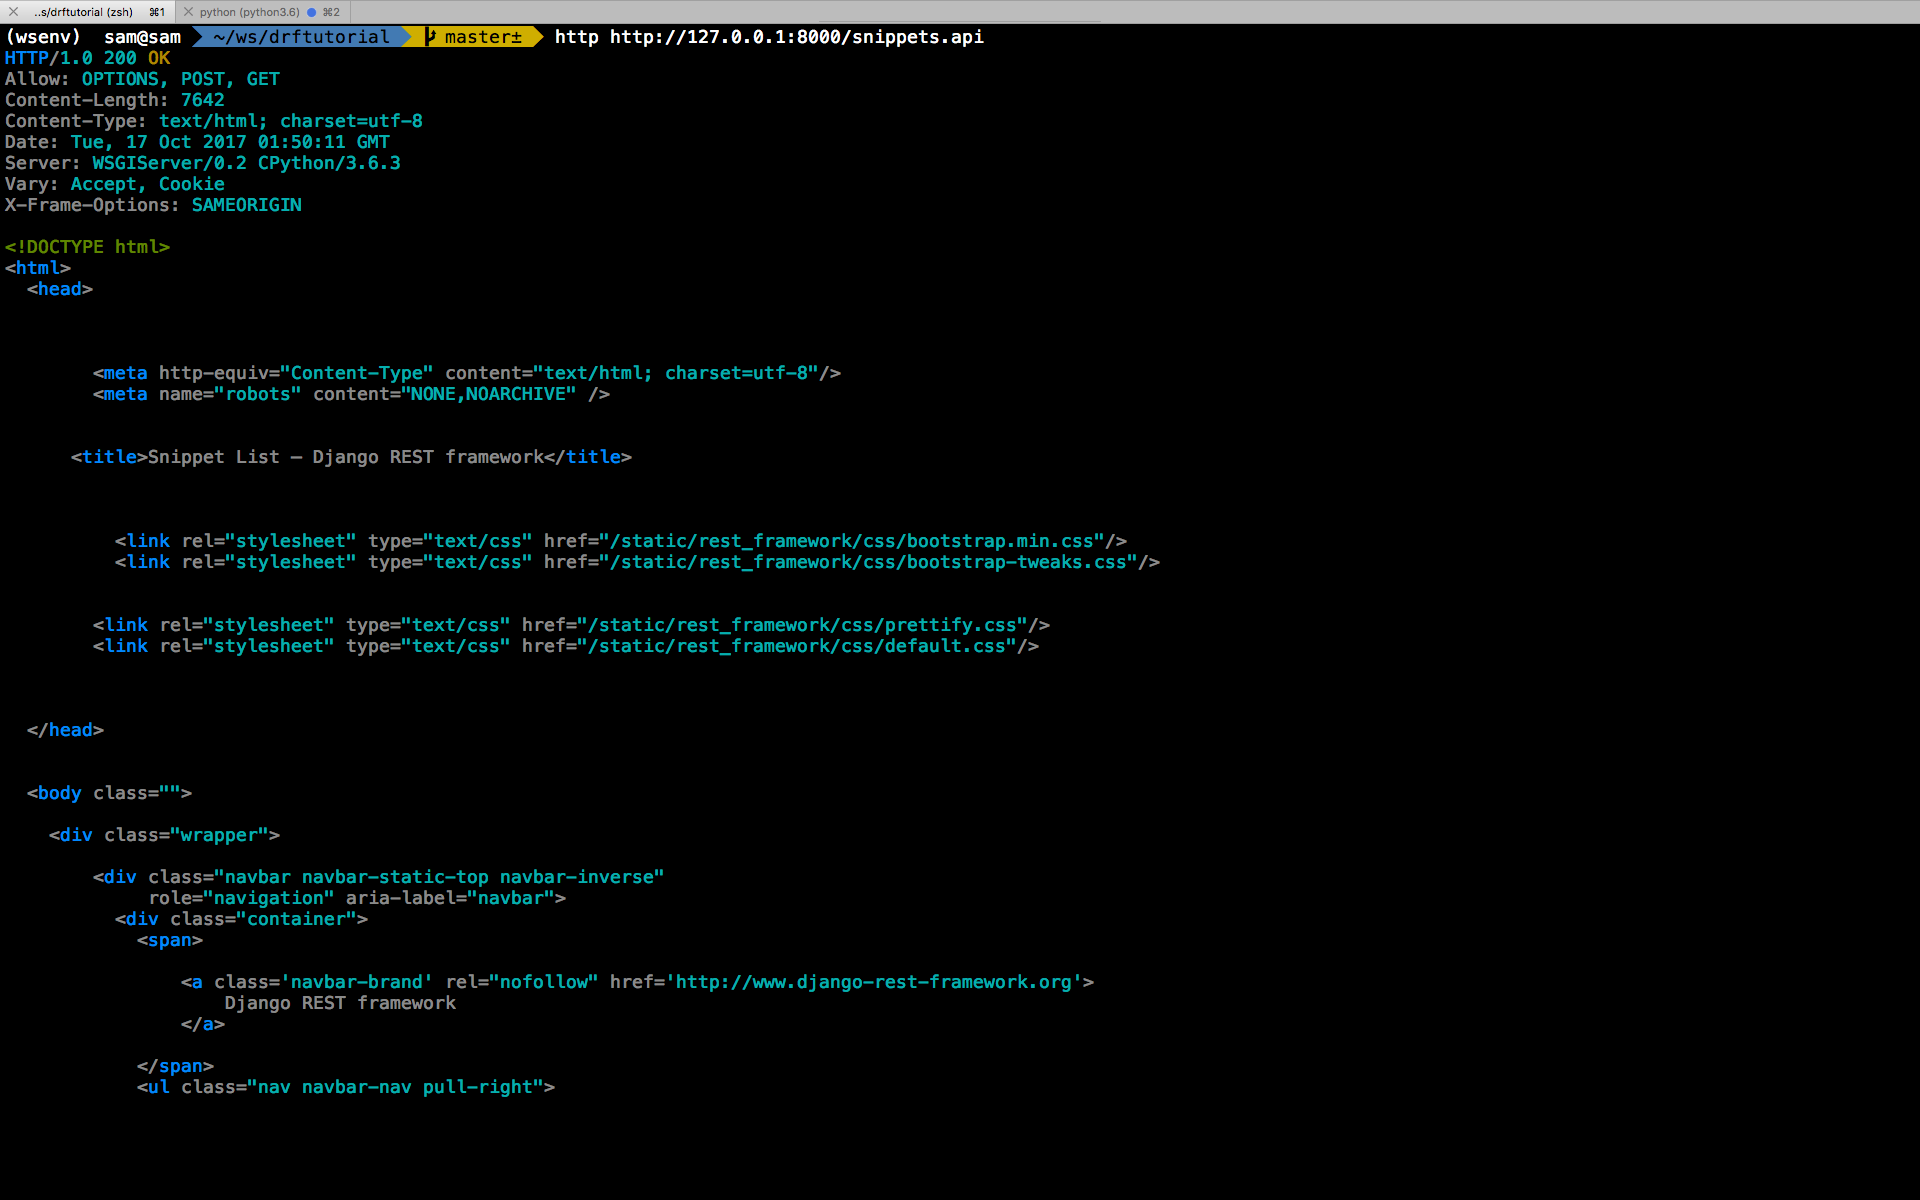 ..s/drftutorial (zsh) ⌘1 python (python3.6) ⌘2
(wsenv) sam@sam ~/ws/drftutorial master± http http://127.0.0.1:8000/snippets.api
HTTP/1.0 200 OK
Allow: OPTIONS, POST, GET
Content-Length: 7642
Content-Type: text/html; charset=utf-8
Date: Tue, 17 Oct 2017 01:50:11 GMT
Server: WSGIServer/0.2 CPython/3.6.3
Vary: Accept, Cookie
X-Frame-Options: SAMEORIGIN
<!DOCTYPE html>
<html>
<head>
<meta http-equiv="Content-Type" content="text/html; charset=utf-8"/>
<meta name="robots" content="NONE,NOARCHIVE" />
<title>Snippet List – Django REST framework</title>
<link rel="stylesheet" type="text/css" href="/static/rest_framework/css/bootstrap.min.css"/>
<link rel="stylesheet" type="text/css" href="/static/rest_framework/css/bootstrap-tweaks.css"/>
<link rel="stylesheet" type="text/css" href="/static/rest_framework/css/prettify.css"/>
<link rel="stylesheet" type="text/css" href="/static/rest_framework/css/default.css"/>
</head>
<body class="">
<div class="wrapper">
<div class="navbar navbar-static-top navbar-inverse"
role="navigation" aria-label="navbar">
<div class="container">
<span>
<a class='navbar-brand' rel="nofollow" href='http://www.django-rest-framework.org'>
Django REST framework
</a>
</span>
<ul class="nav navbar-nav pull-right">